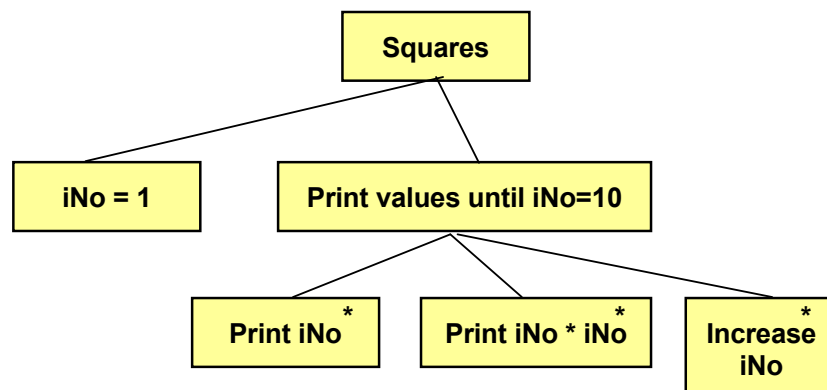 Squares
iNo = 1
Print values until iNo=10
Print iNo *
Print iNo * iNo *
*
Increase
iNo